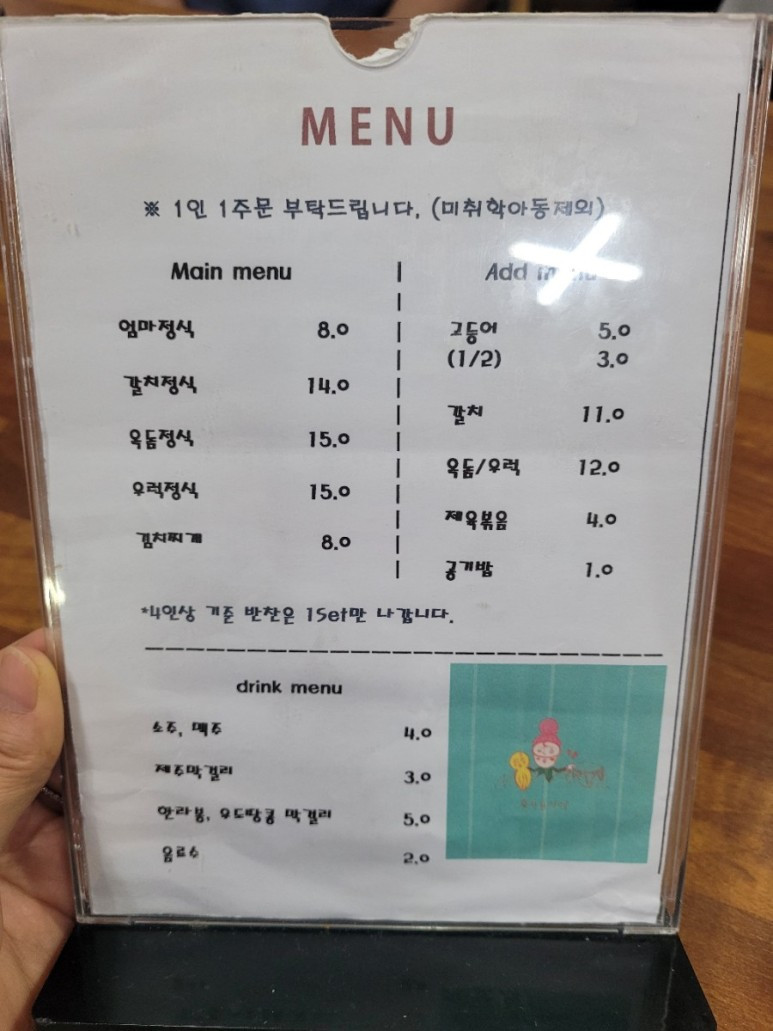 MENU
※ 1인 1주문 부탁드립니다. (미취학아동제외)
Main menu
엄마정식 8.0
갈치정식 14.0
옥돔정식 15.0
우럭정식 15.0
김치찌개 8.0
Add menu
고등어 5.0
(1/2) 3.0
갈치 11.0
옥돔/우럭 12.0
제육볶음 4.0
공기밥 1.0
*4인상 기준 반찬은 1Set만 나갑니다.
drink menu
소주, 맥주 4.0
제주막걸리 3.0
한라봉, 우도땅콩 막걸리 5.0
음료수 2.0